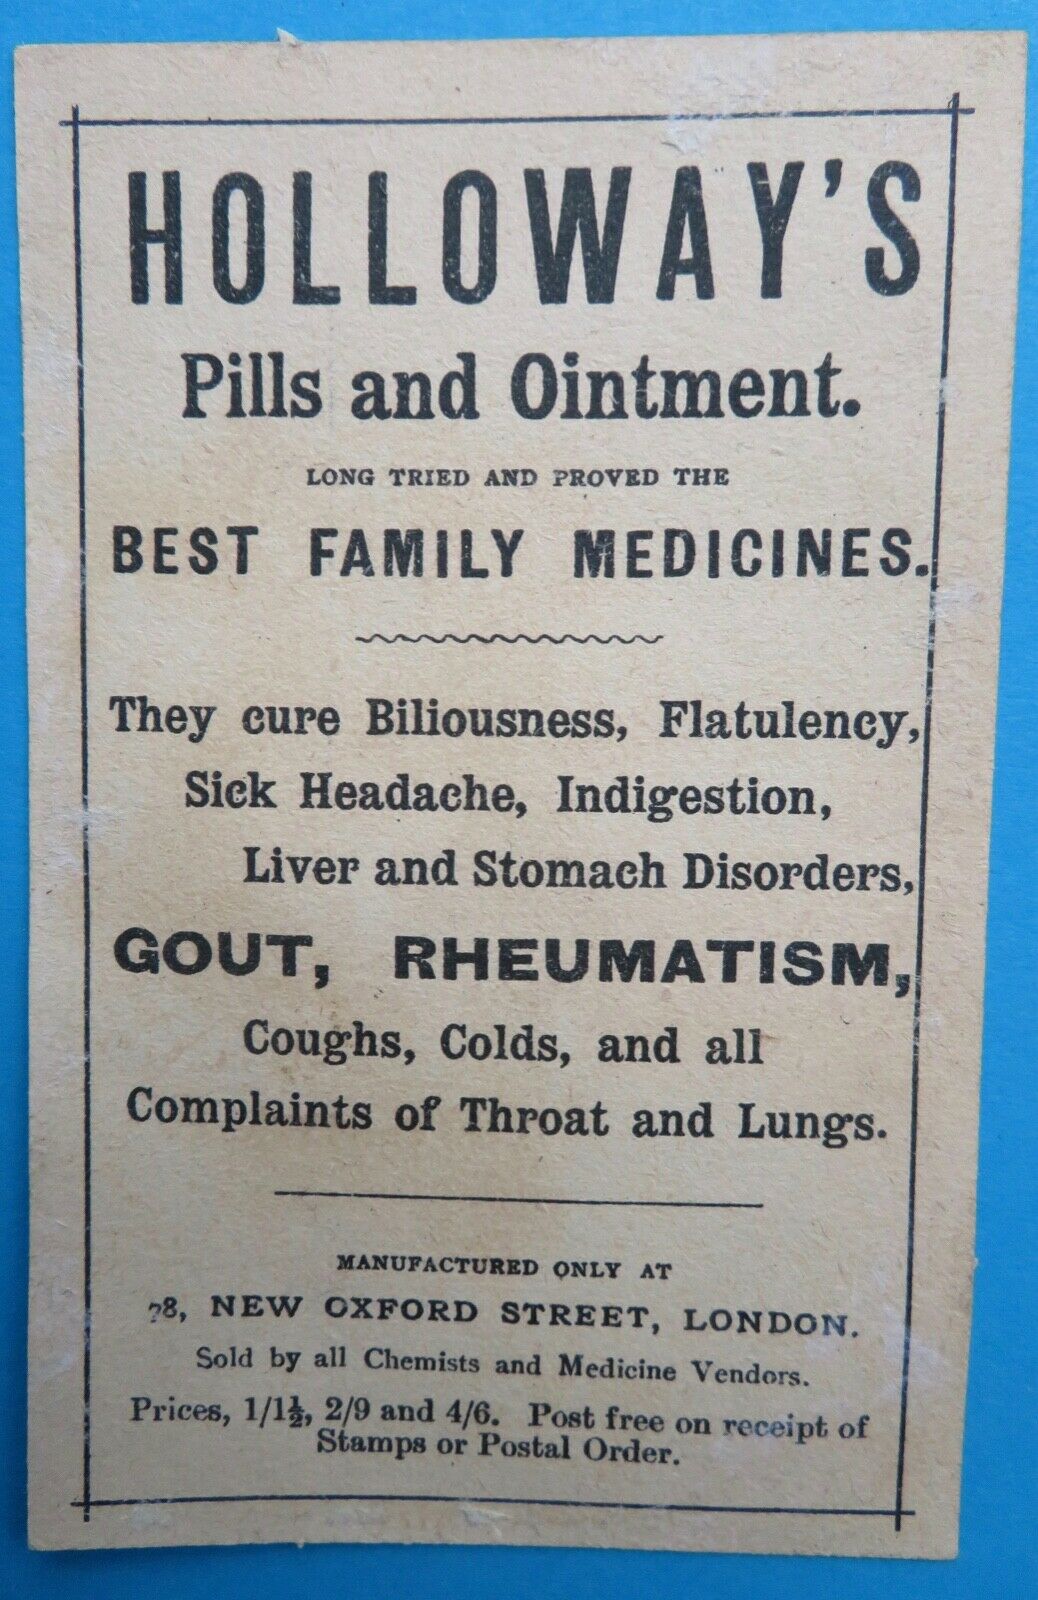 HOLLOWAY'S
Pills and Ointment.
LONG TRIED AND PROVED THE
BEST FAMILY MEDICINES.
They cure Biliousness, Flatulency,
Sick Headache, Indigestion,
Liver and Stomach Disorders,
GOUT, RHEUMATISM,
Coughs, Colds, and all
Complaints of Throat and Lungs.
MANUFACTURED ONLY AT
NEW OXFORD STREET, LONDON.
Sold by all Chemists and Medicine Vendors.
Prices, 1/1½, 2/9 and 4/6. Post free on receipt of
Stamps or Postal Order.